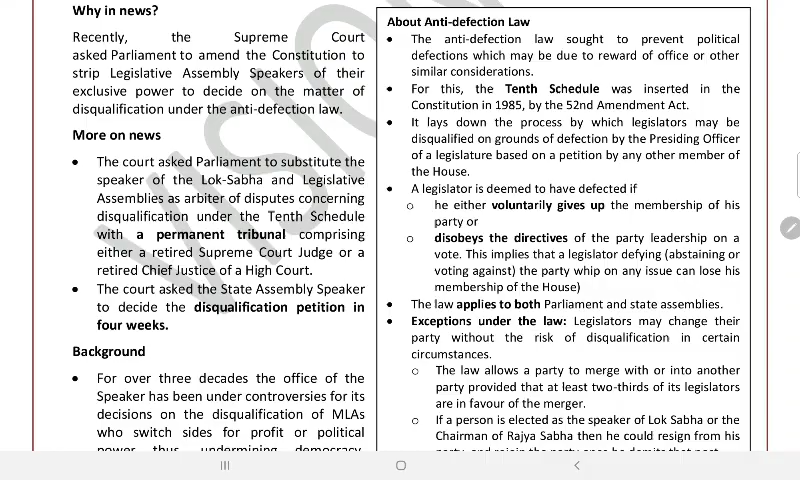 Why in news?
Recently, the Supreme Court
asked Parliament to amend the Constitution to
strip Legislative Assembly Speakers of their
exclusive power to decide on the matter of
disqualification under the anti-defection law.
More on news
• The court asked Parliament to substitute the
speaker of the Lok-Sabha and Legislative
Assemblies as arbiter of disputes concerning
disqualification under the Tenth Schedule
with a permanent tribunal comprising
either a retired Supreme Court Judge or a
retired Chief Justice of a High Court.
• The court asked the State Assembly Speaker
to decide the disqualification petition in
four weeks.
Background
• For over three decades the office of the
Speaker has been under controversies for its
decisions on the disqualification of MLAs
who switch sides for profit or political
power thus undermining democracy.
About Anti-defection Law
• The anti-defection law sought to prevent political
defections which may be due to reward of office or other
similar considerations.
• For this, the Tenth Schedule was inserted in the
Constitution in 1985, by the 52nd Amendment Act.
• It lays down the process by which legislators may be
disqualified on grounds of defection by the Presiding Officer
of a legislature based on a petition by any other member of
the House.
• A legislator is deemed to have defected if
o he either voluntarily gives up the membership of his
party or
o disobeys the directives of the party leadership on a
vote. This implies that a legislator defying (abstaining or
voting against) the party whip on any issue can lose his
membership of the House)
• The law applies to both Parliament and state assemblies.
• Exceptions under the law: Legislators may change their
party without the risk of disqualification in certain
circumstances.
o The law allows a party to merge with or into another
party provided that at least two-thirds of its legislators
are in favour of the merger.
o If a person is elected as the speaker of Lok Sabha or the
Chairman of Rajya Sabha then he could resign from his
party, and rejoin the party once he demits that post.
VISIO